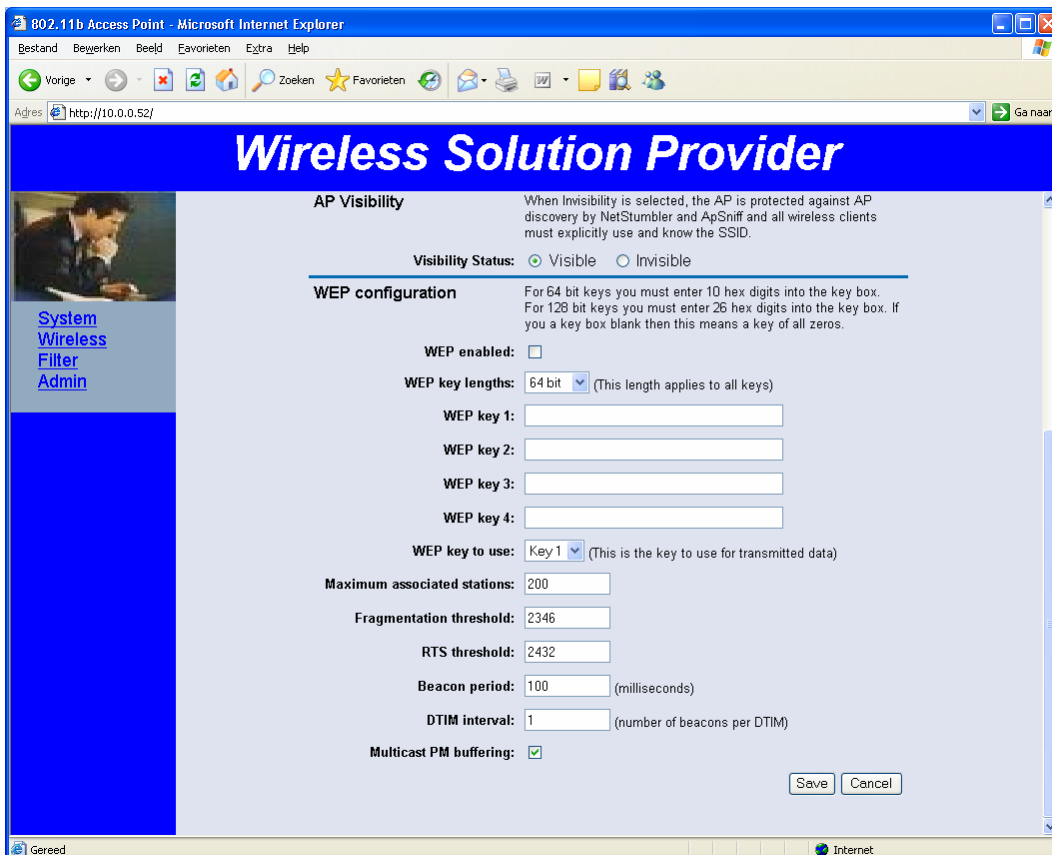 802.11b Access Point - Microsoft Internet Explorer
Bestand Bewerken Beeld Favorieten Extra Help
Vorige Zoeken Favorieten
Adres http://10.0.0.52/ Ga naar
Wireless Solution Provider
System
Wireless
Filter
Admin
AP Visibility
When Invisibility is selected, the AP is protected against AP
discovery by NetStumbler and ApSniff and all wireless clients
must explicitly use and know the SSID.
Visibility Status: Visible Invisible
WEP configuration
For 64 bit keys you must enter 10 hex digits into the key box.
For 128 bit keys you must enter 26 hex digits into the key box. If
you a key box blank then this means a key of all zeros.
WEP enabled:
WEP key lengths: 64 bit (This length applies to all keys)
WEP key 1:
WEP key 2:
WEP key 3:
WEP key 4:
WEP key to use: Key 1 (This is the key to use for transmitted data)
Maximum associated stations: 200
Fragmentation threshold: 2346
RTS threshold: 2432
Beacon period: 100 (milliseconds)
DTIM interval: 1 (number of beacons per DTIM)
Multicast PM buffering:
Save Cancel
Gereed Internet